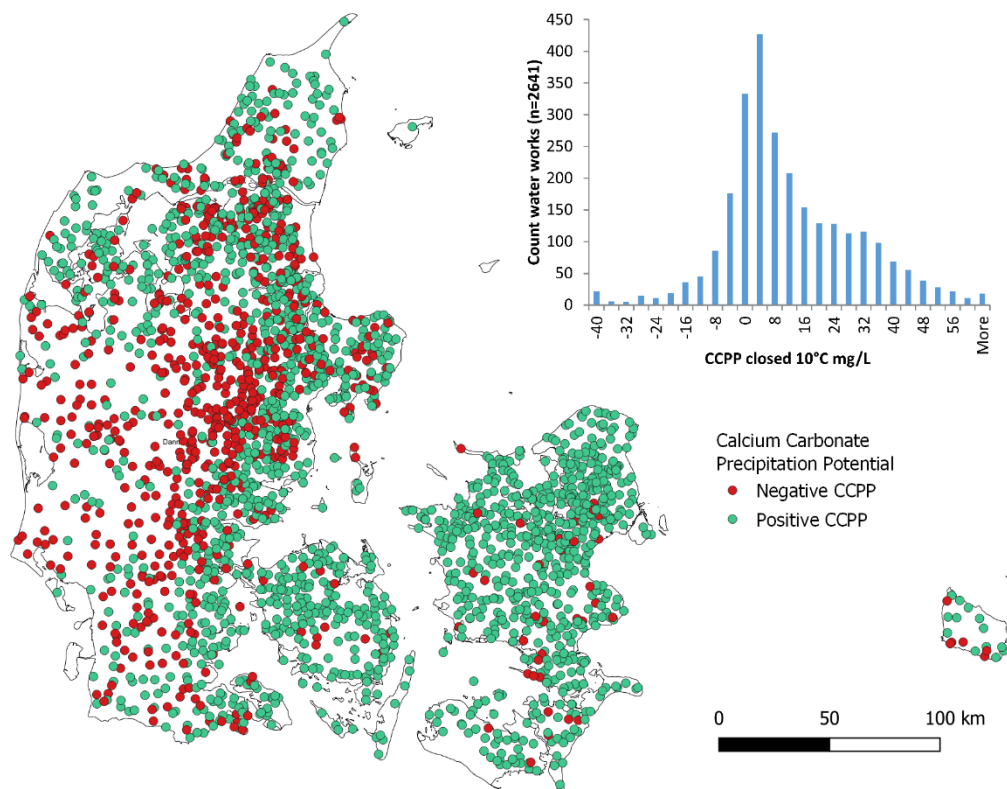 450
400
350
300
250
200
150
100
50
0
Count water works (n=2641)
-40
-32
-24
-16
-8
0
8
16
24
32
40
48
56
More
CCPP closed 10°C mg/L
Calcium Carbonate
Precipitation Potential
Negative CCPP
Positive CCPP
0 50 100 km